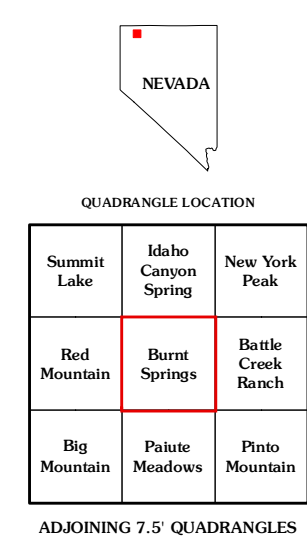 NEVADA
QUADRANGLE LOCATION
Summit
Lake
Idaho
Canyon
Spring
New York
Peak
Red
Mountain
Burnt
Springs
Battle
Creek
Ranch
Big
Mountain
Paiute
Meadows
Pinto
Mountain
ADJOINING 7.5' QUADRANGLES